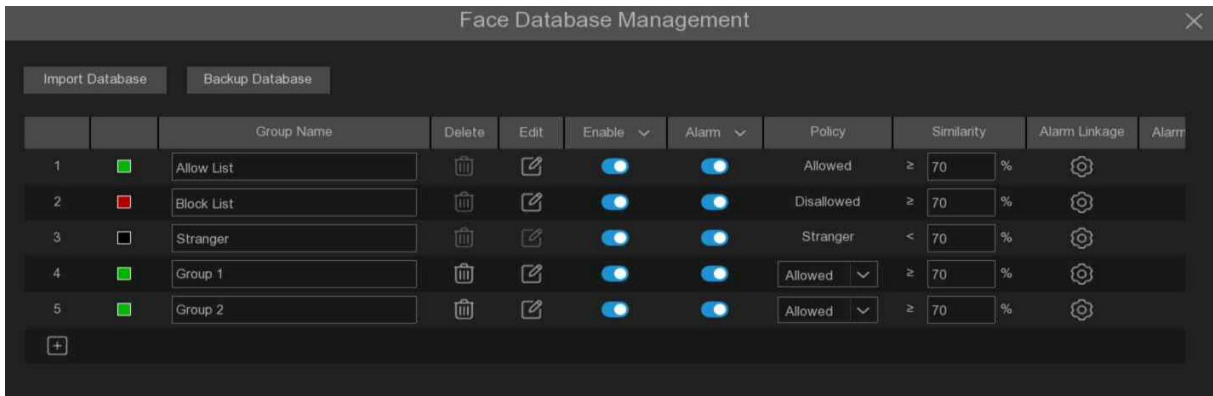 Face Database Management
Import Database Backup Database
Group Name Delete Edit Enable Alarm Policy Similarity Alarm Linkage Alarm
1 Allow List Allowed ≥ 70 %
2 Block List Disallowed ≥ 70 %
3 Stranger Stranger < 70 %
4 Group 1 Allowed ≥ 70 %
5 Group 2 Allowed ≥ 70 %